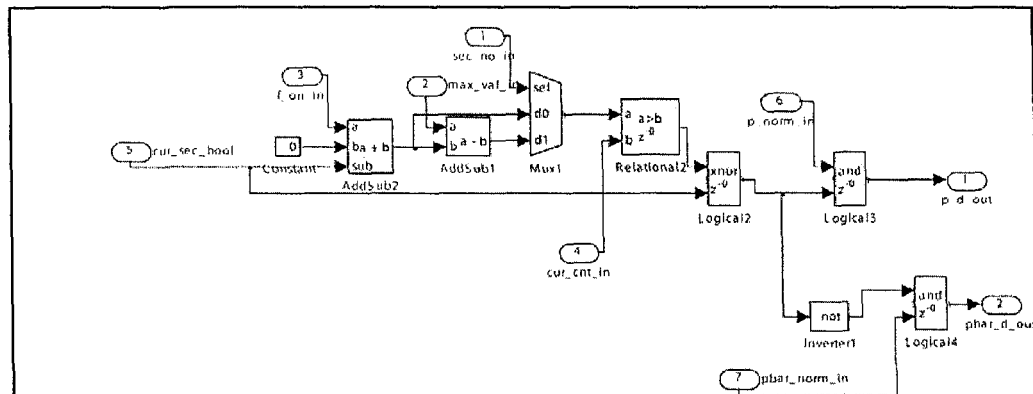 1
sec_no_in
3
f_on_in
2
max_val_in
sel
d0
d1
Mux1
a
b
a + b
sub
AddSub2
a
b
a - b
AddSub1
5
cur_sec_bool
0
Constant
a
b
a>b
z-0
Relational2
6
p_norm_in
xnor
z-0
Logical2
and
z-0
Logical3
1
p_d_out
4
cur_cnt_in
not
Inverter1
and
z-0
Logical4
2
pbar_d_out
7
pbar_norm_in